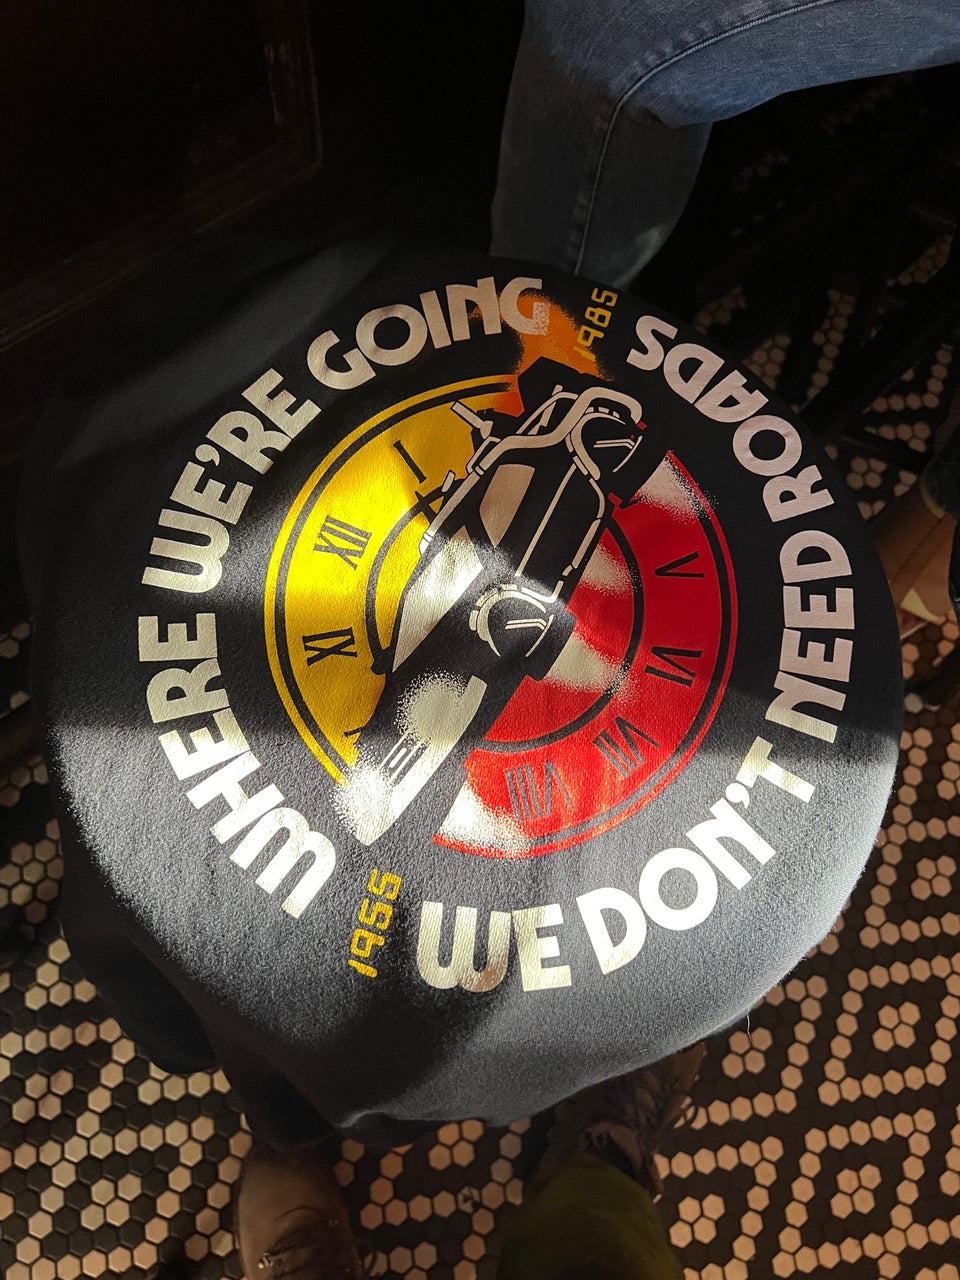 WHERE WE'RE GOING
1985
WE DON'T NEED ROADS
1955
I
XII
XI
V
VI
VII
VIII